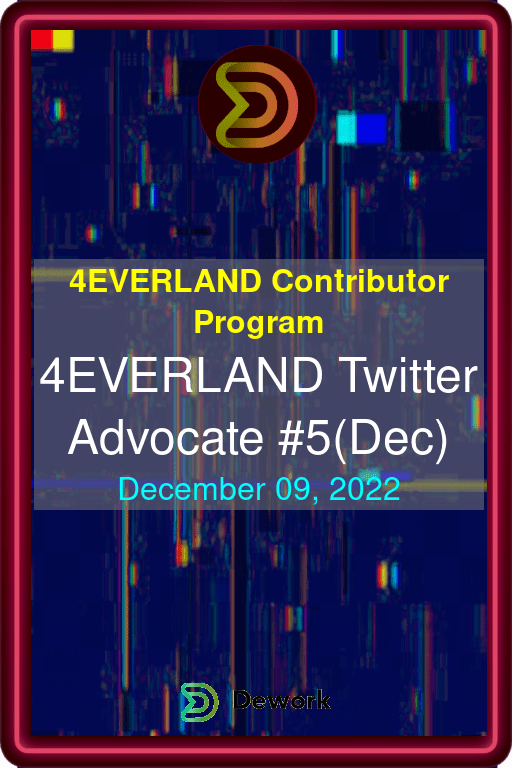 4EVERLAND Contributor
Program
4EVERLAND Twitter
Advocate #5(Dec)
December 09, 2022
Dework